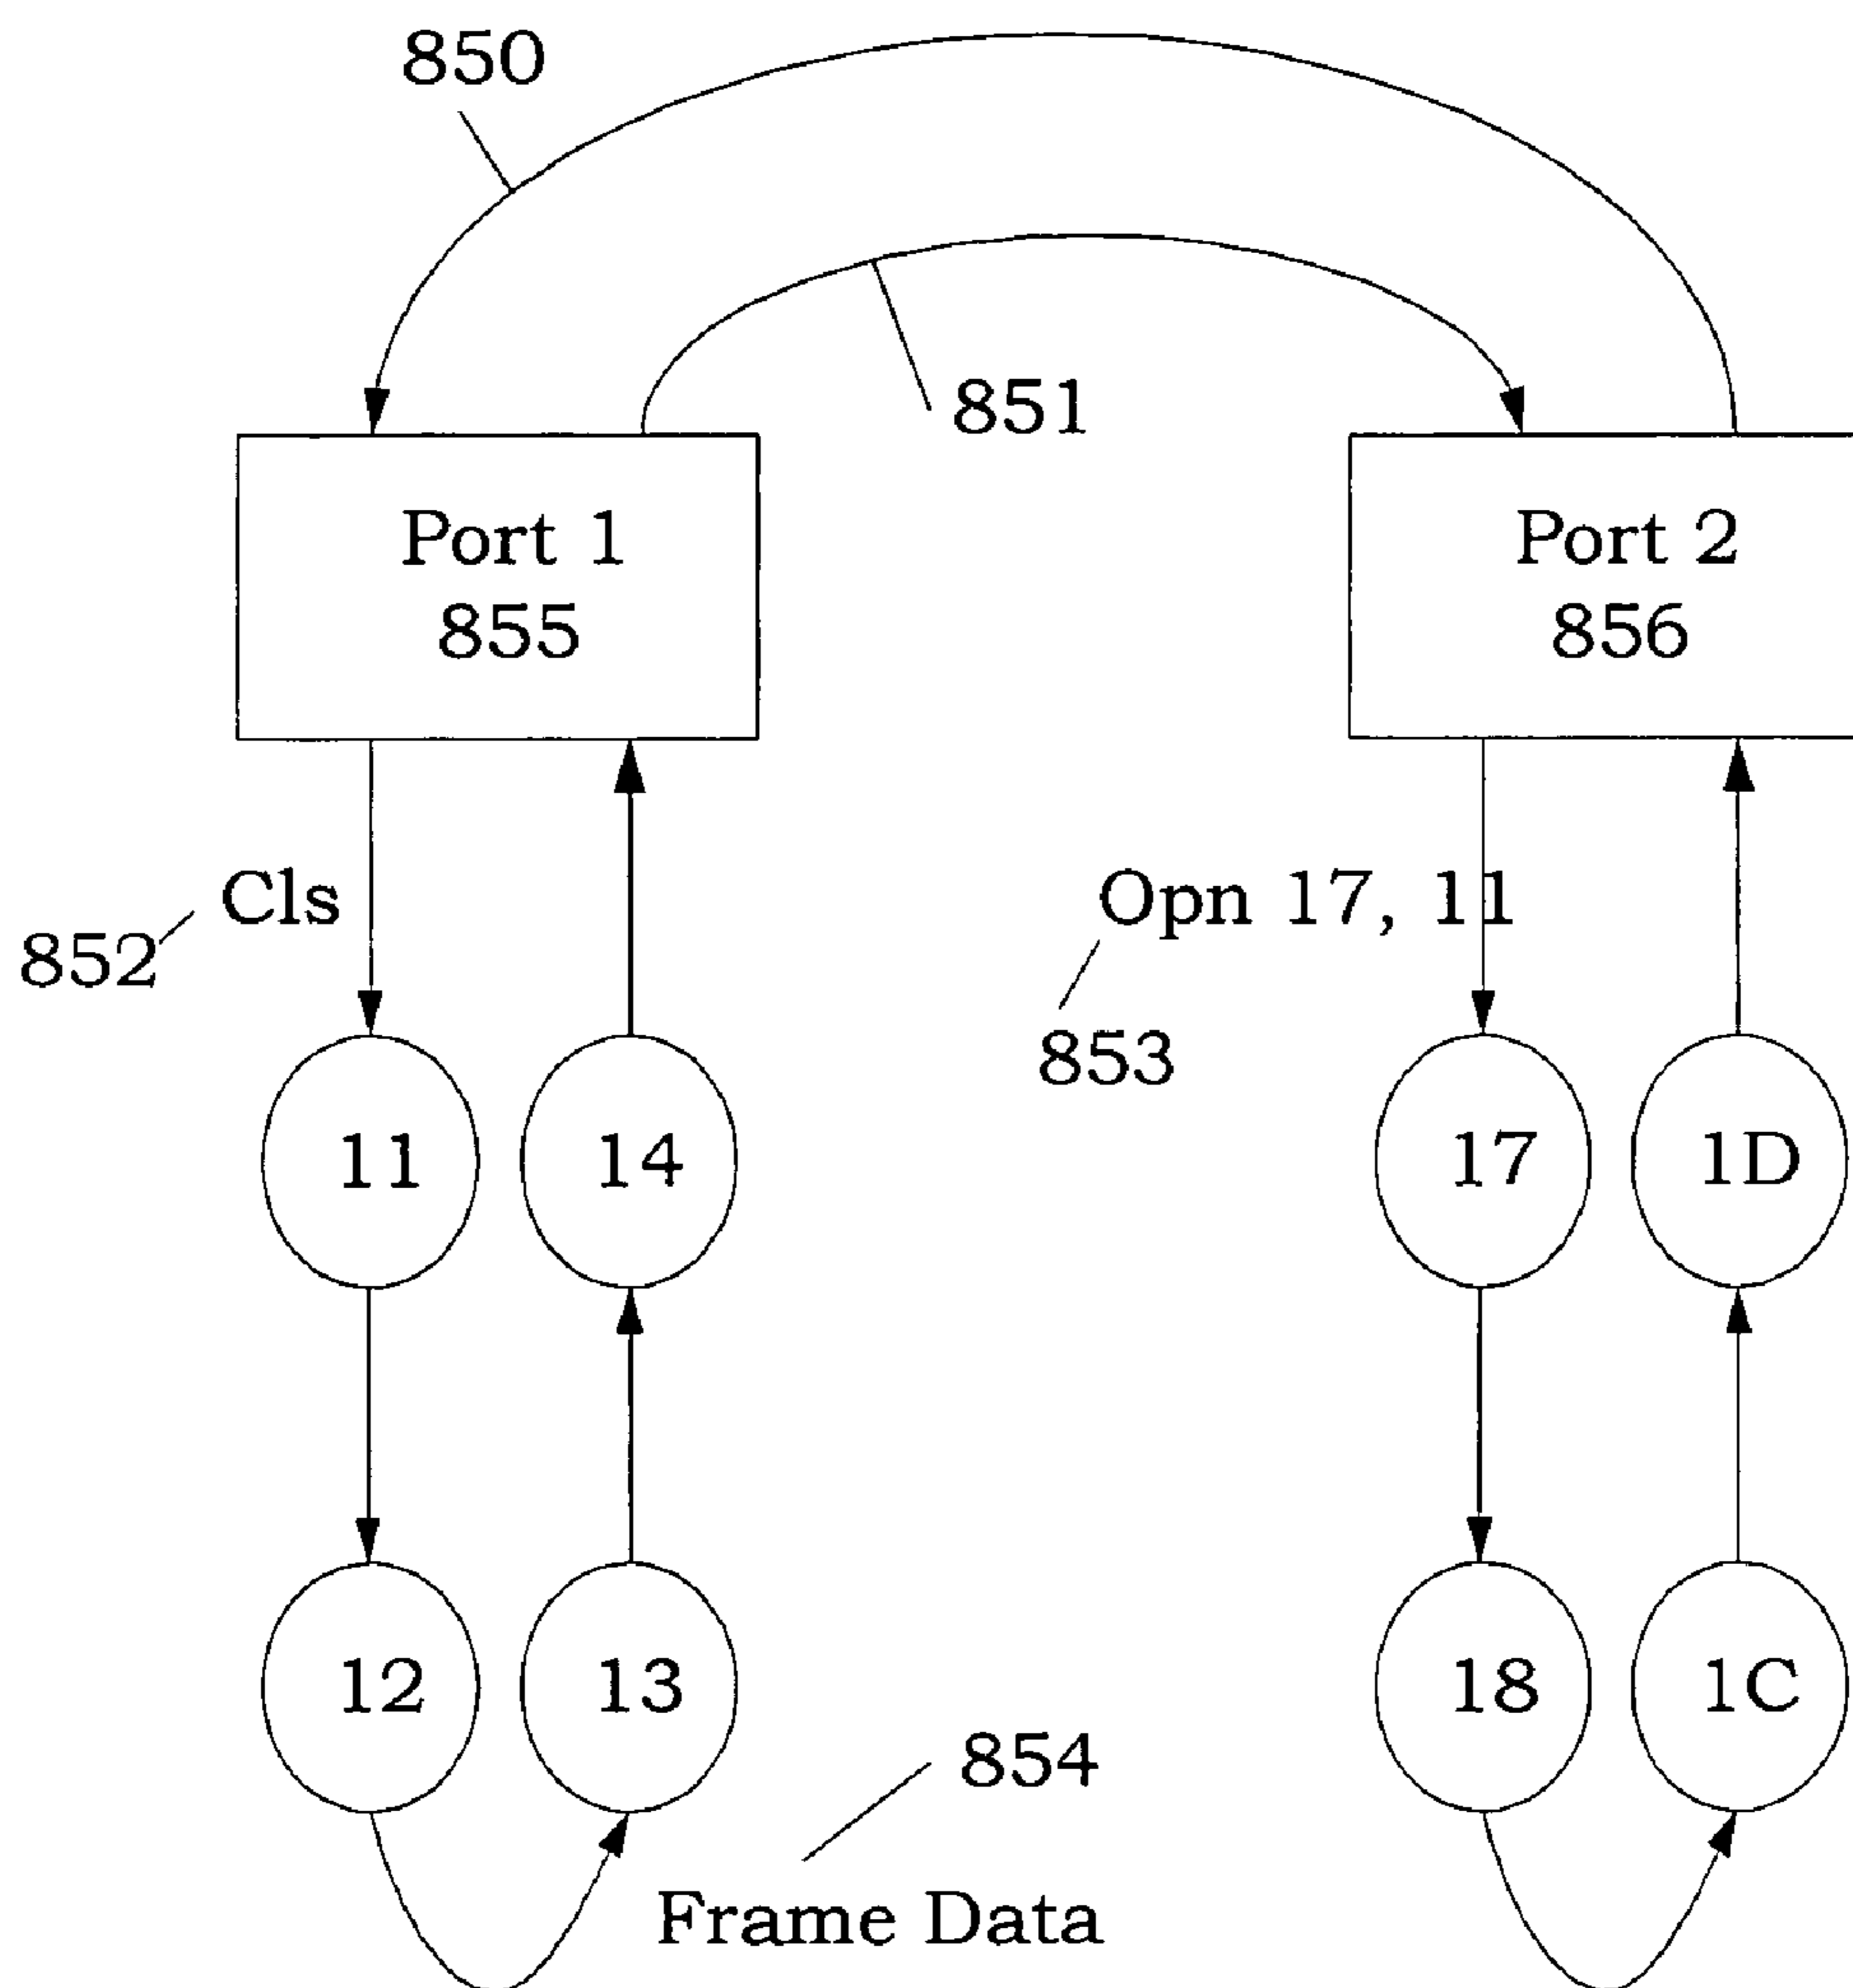 850
851
Port 1
855
Port 2
856
Cls
852
Opn 17, 11
853
11
14
17
1D
12
13
18
1C
854
Frame Data